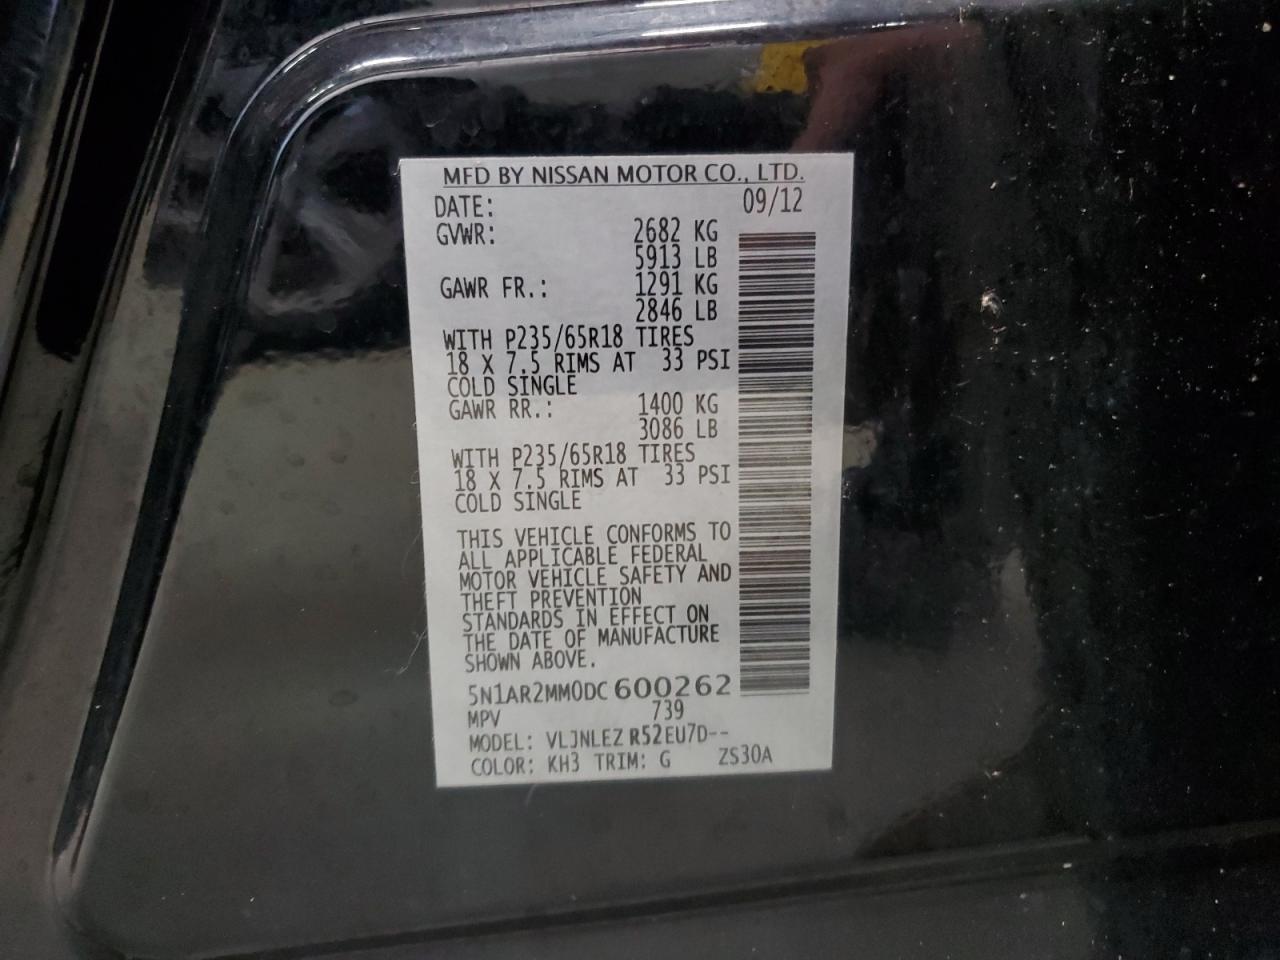 MFD BY NISSAN MOTOR CO., LTD.
DATE: 09/12
GVWR: 2682 KG
5913 LB
GAWR FR.: 1291 KG
2846 LB
WITH P235/65R18 TIRES
18 X 7.5 RIMS AT 33 PSI
COLD SINGLE
GAWR RR.: 1400 KG
3086 LB
WITH P235/65R18 TIRES
18 X 7.5 RIMS AT 33 PSI
COLD SINGLE
THIS VEHICLE CONFORMS TO
ALL APPLICABLE FEDERAL
MOTOR VEHICLE SAFETY AND
THEFT PREVENTION
STANDARDS IN EFFECT ON
THE DATE OF MANUFACTURE
SHOWN ABOVE.
5N1AR2MM0DC600262
MPV 739
MODEL: VLJNLEZ R52EU7D--
COLOR: KH3 TRIM: G ZS30A